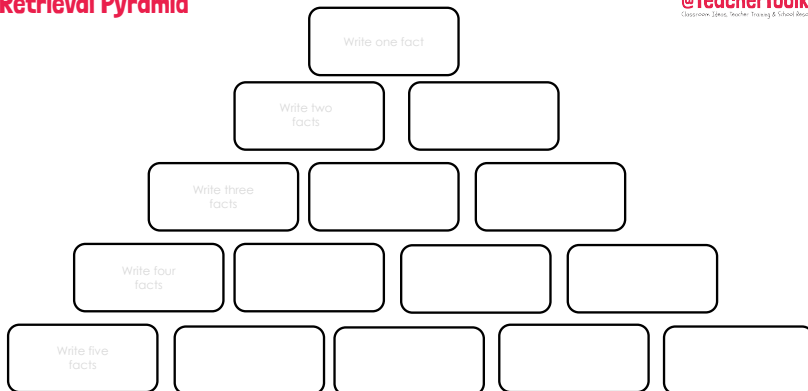 Retrieval Pyramid
@TeacherToolk
Classroom Ideas, Teacher Training & School Reso
Write one fact
Write two
facts
Write three
facts
Write four
facts
Write five
facts